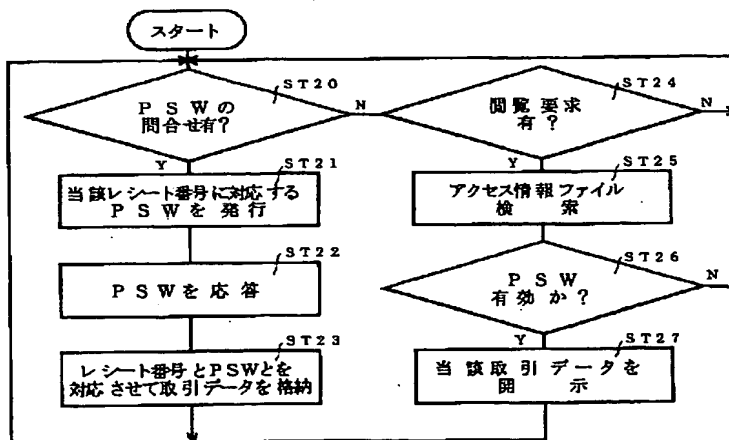 スタート
ST20
PSWの
問合せ有?
N
Y
ST21
当該レシート番号に対応する
PSWを発行
ST22
PSWを応答
ST23
レシート番号とPSWとを
対応させて取引データを格納
ST24
閲覧要求
有?
N
Y
ST25
アクセス情報ファイル
検索
ST26
PSW
有効か?
N
Y
ST27
当該取引データを
開示